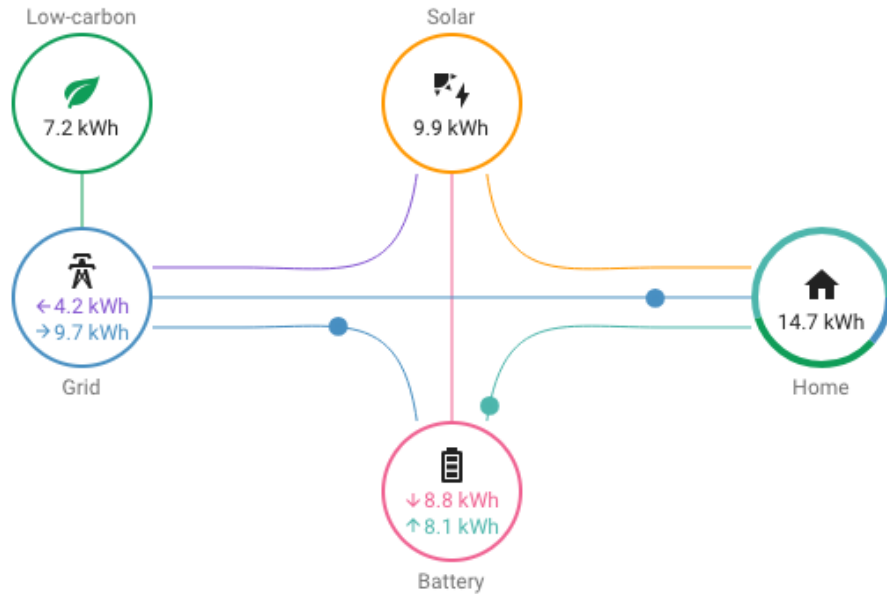 Low-carbon
Solar
7.2 kWh
9.9 kWh
←4.2 kWh
→9.7 kWh
Grid
14.7 kWh
Home
↓8.8 kWh
↑8.1 kWh
Battery